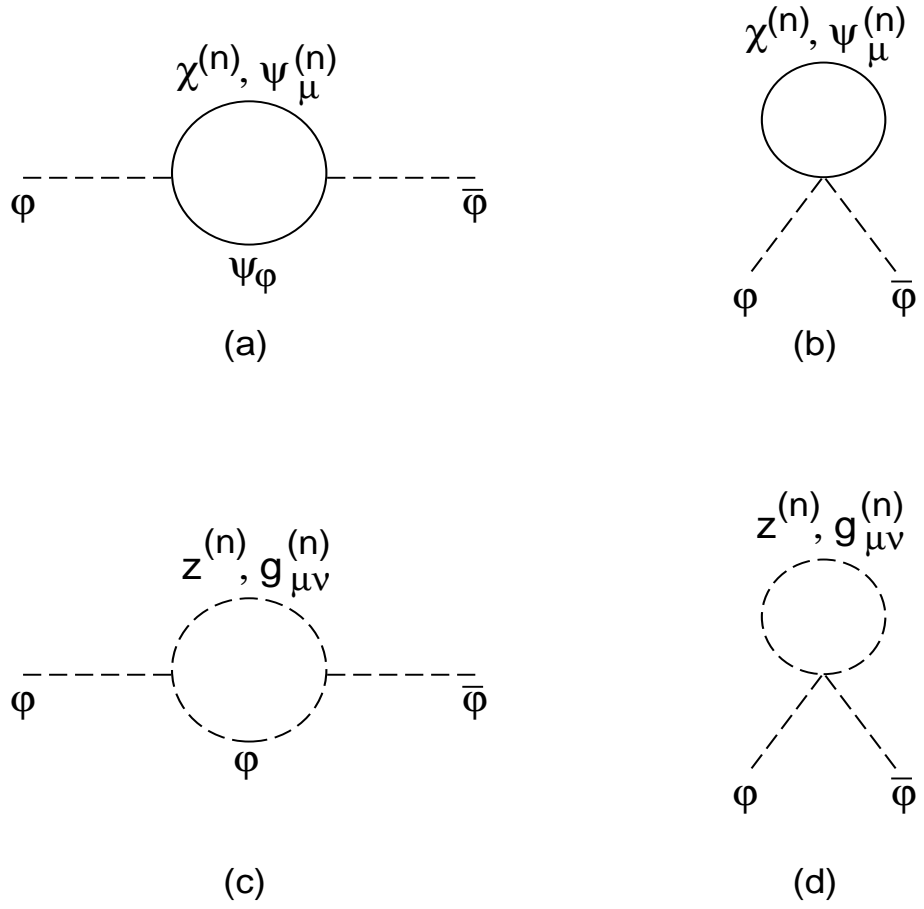 χ(n), ψμ(n)
φ φ̅
ψφ
(a)
χ(n), ψμ(n)
φ φ̅
(b)
z(n), gμν(n)
φ φ̅
φ
(c)
z(n), gμν(n)
φ φ̅
(d)